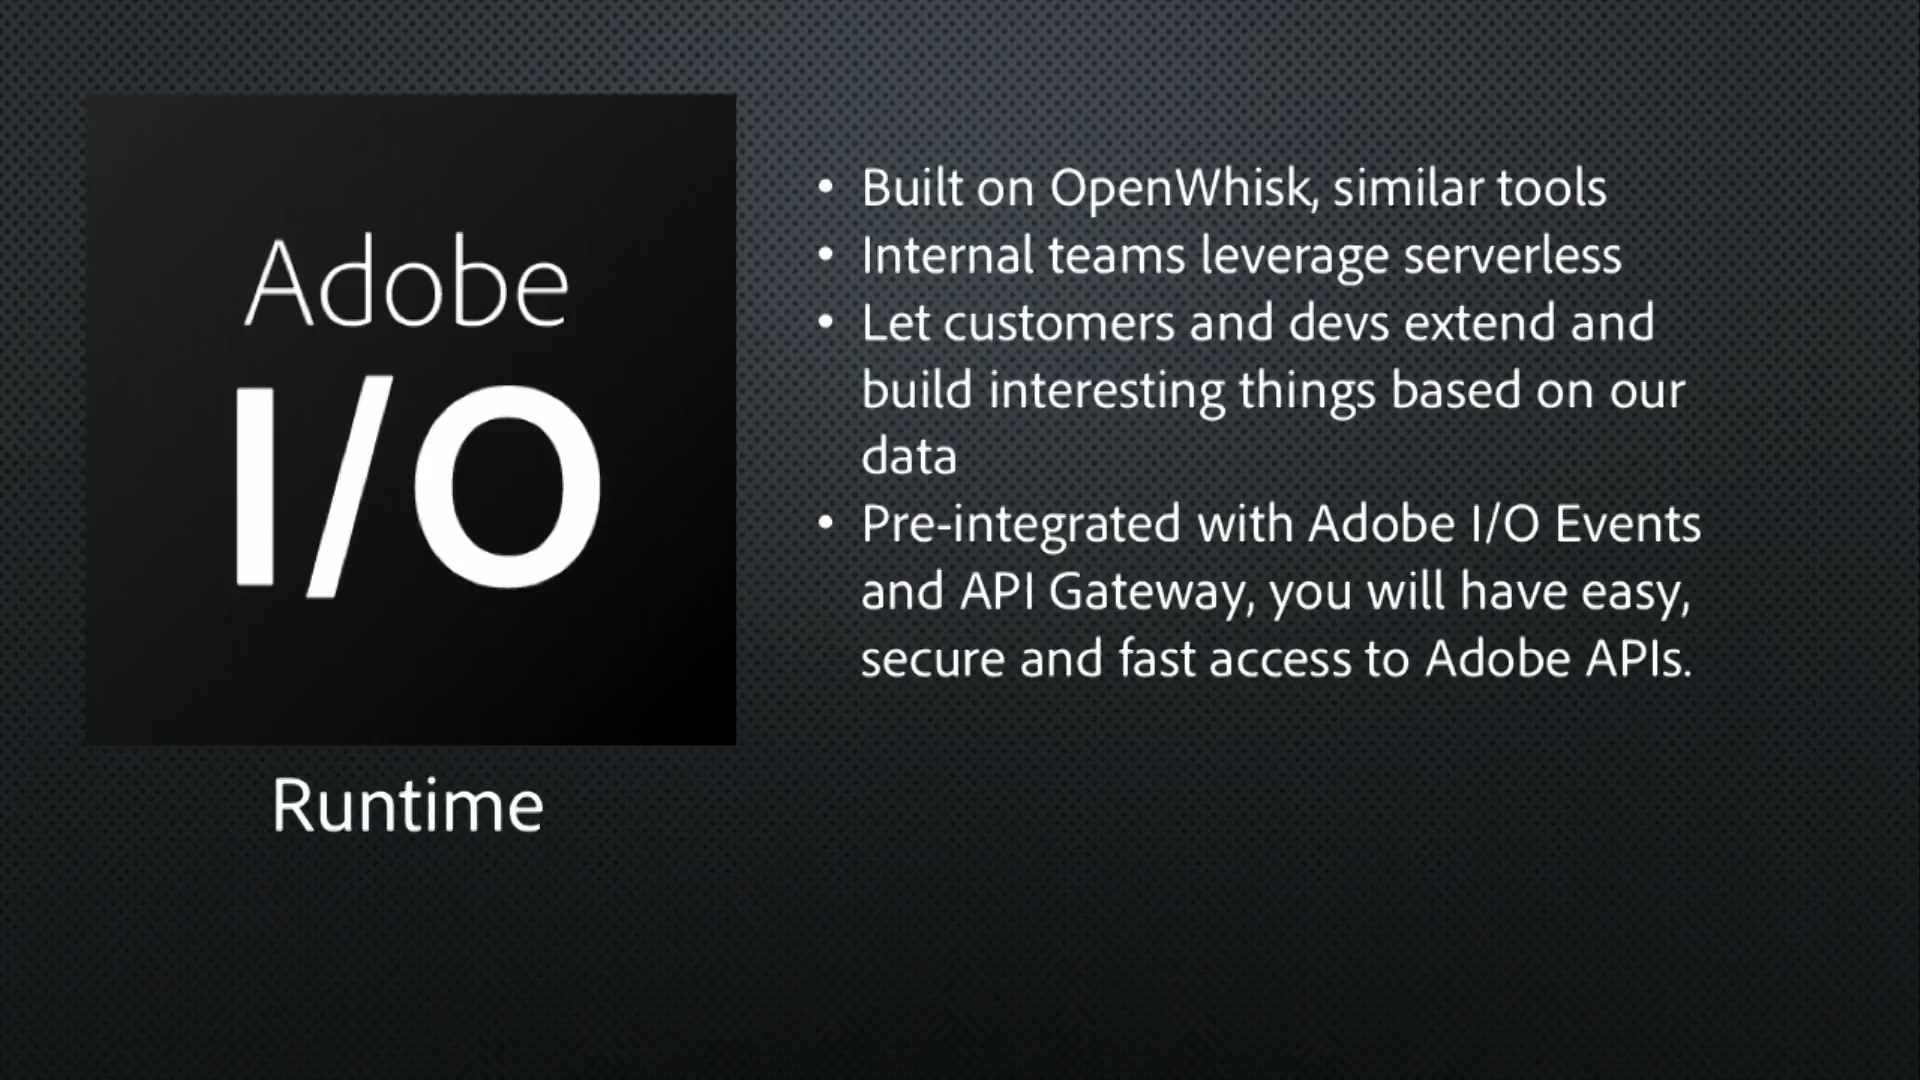 Adobe
I/O
Runtime
• Built on OpenWhisk, similar tools
• Internal teams leverage serverless
• Let customers and devs extend and
build interesting things based on our
data
• Pre-integrated with Adobe I/O Events
and API Gateway, you will have easy,
secure and fast access to Adobe APIs.